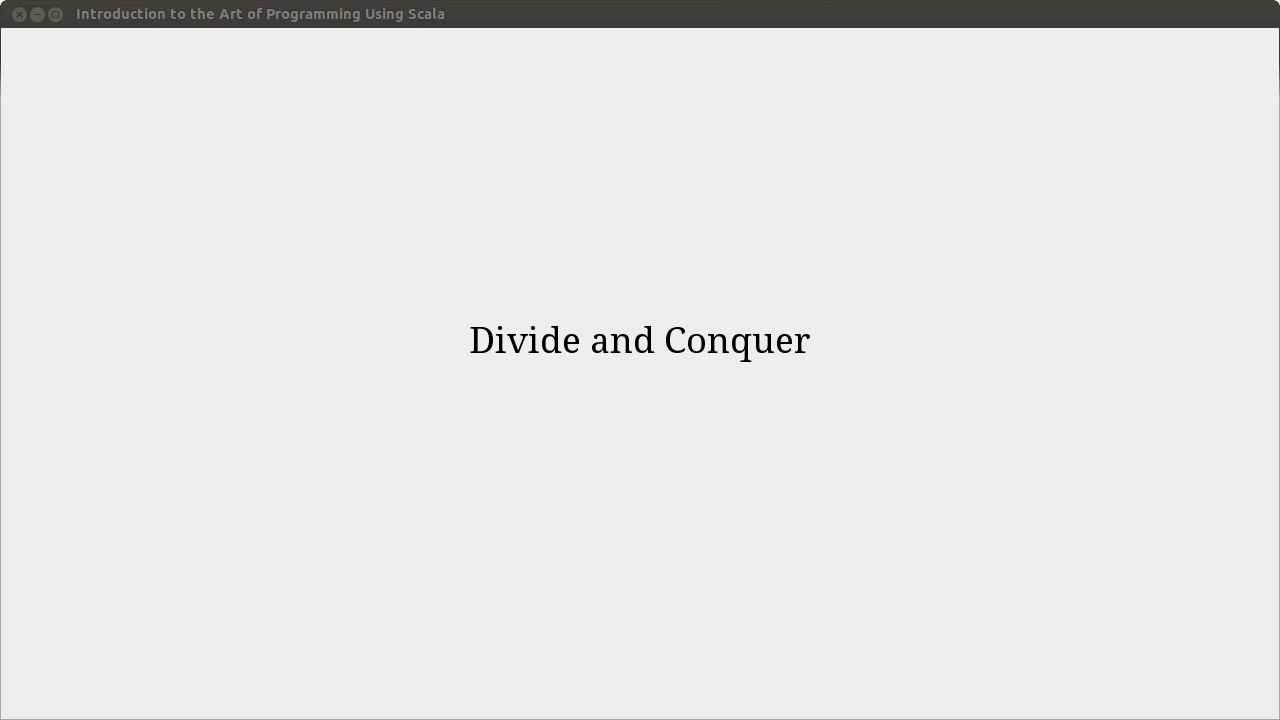 Introduction to the Art of Programming Using Scala
Divide and Conquer